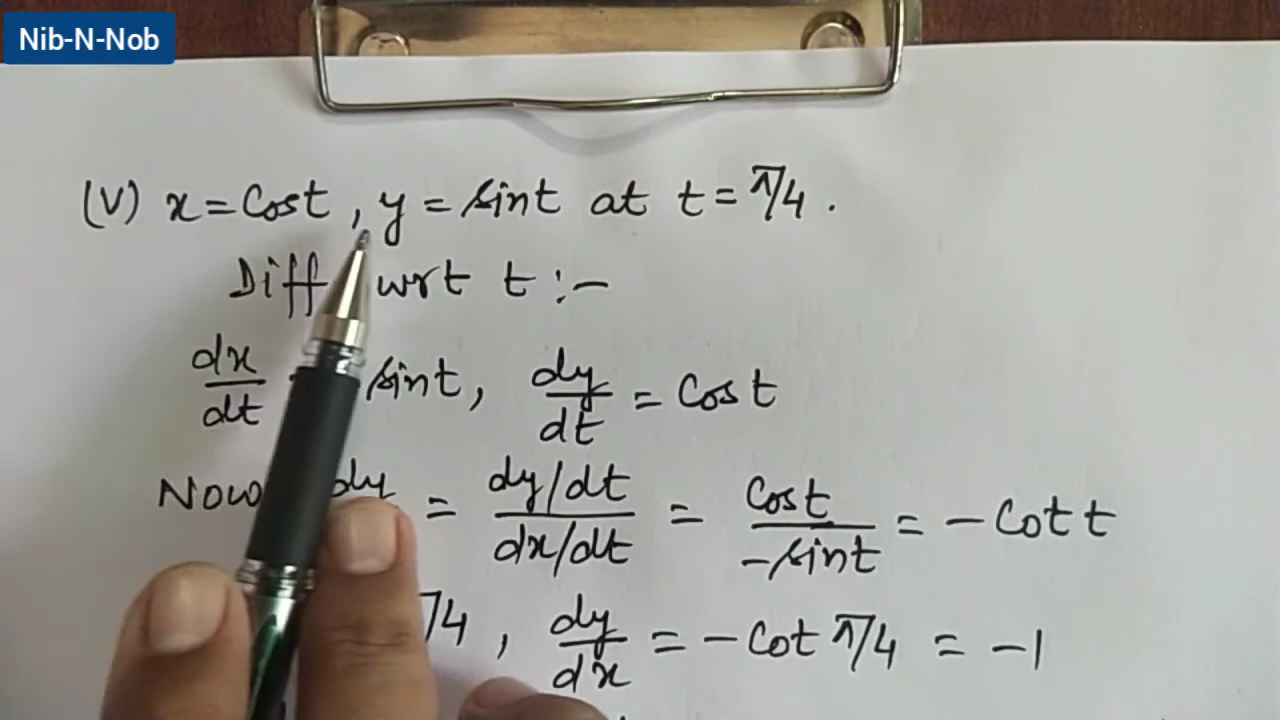 Nib-N-Nob
(V) x = Cost, y = sint at t = π/4.
Diff wrt t :-
dx/dt sint, dy/dt = Cost
Now dy = dy/dt / dx/dt = Cost / -sint = - Cot t
π/4, dy/dx = - Cot π/4 = -1